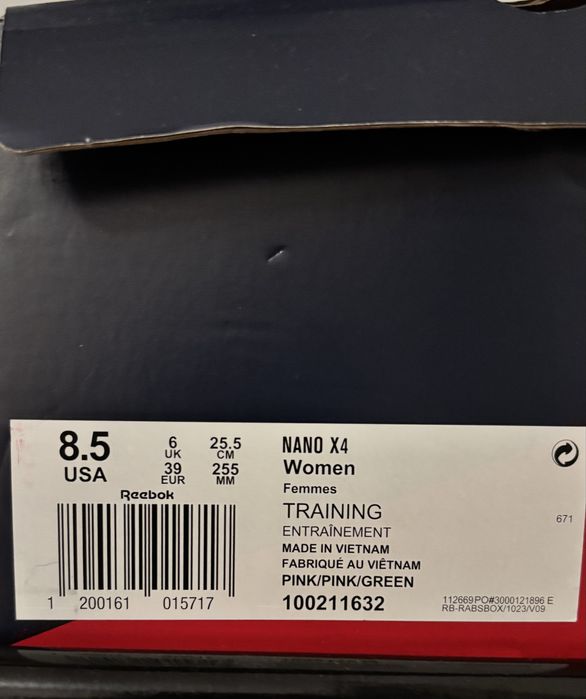 8.5
USA
6
UK
39
EUR
25.5
CM
255
MM
Reebok
1 200161 015717
NANO X4
Women
Femmes
TRAINING
ENTRAÎNEMENT
MADE IN VIETNAM
FABRIQUÉ AU VIÊTNAM
PINK/PINK/GREEN
100211632
671
112669PO#3000121896 E
RB-RABSBOX/1023/V09